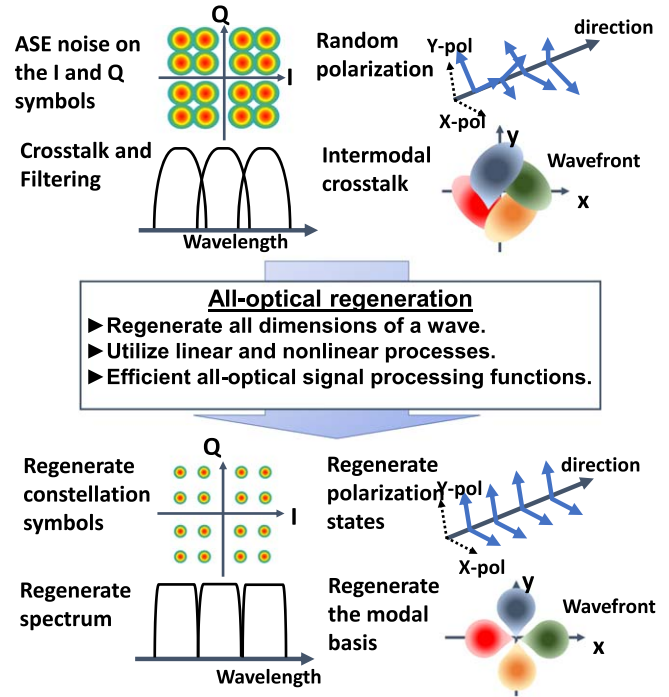 Q
ASE noise on
the I and Q
symbols
I
Random
polarization
direction
Y-pol
X-pol
Crosstalk and
Filtering
Wavelength
Intermodal
crosstalk
y
Wavefront
x
All-optical regeneration
►Regenerate all dimensions of a wave.
►Utilize linear and nonlinear processes.
►Efficient all-optical signal processing functions.
Q
Regenerate
constellation
symbols
I
Regenerate
polarization
states
direction
Y-pol
X-pol
Regenerate
spectrum
Wavelength
Regenerate
the modal
basis
y
Wavefront
x